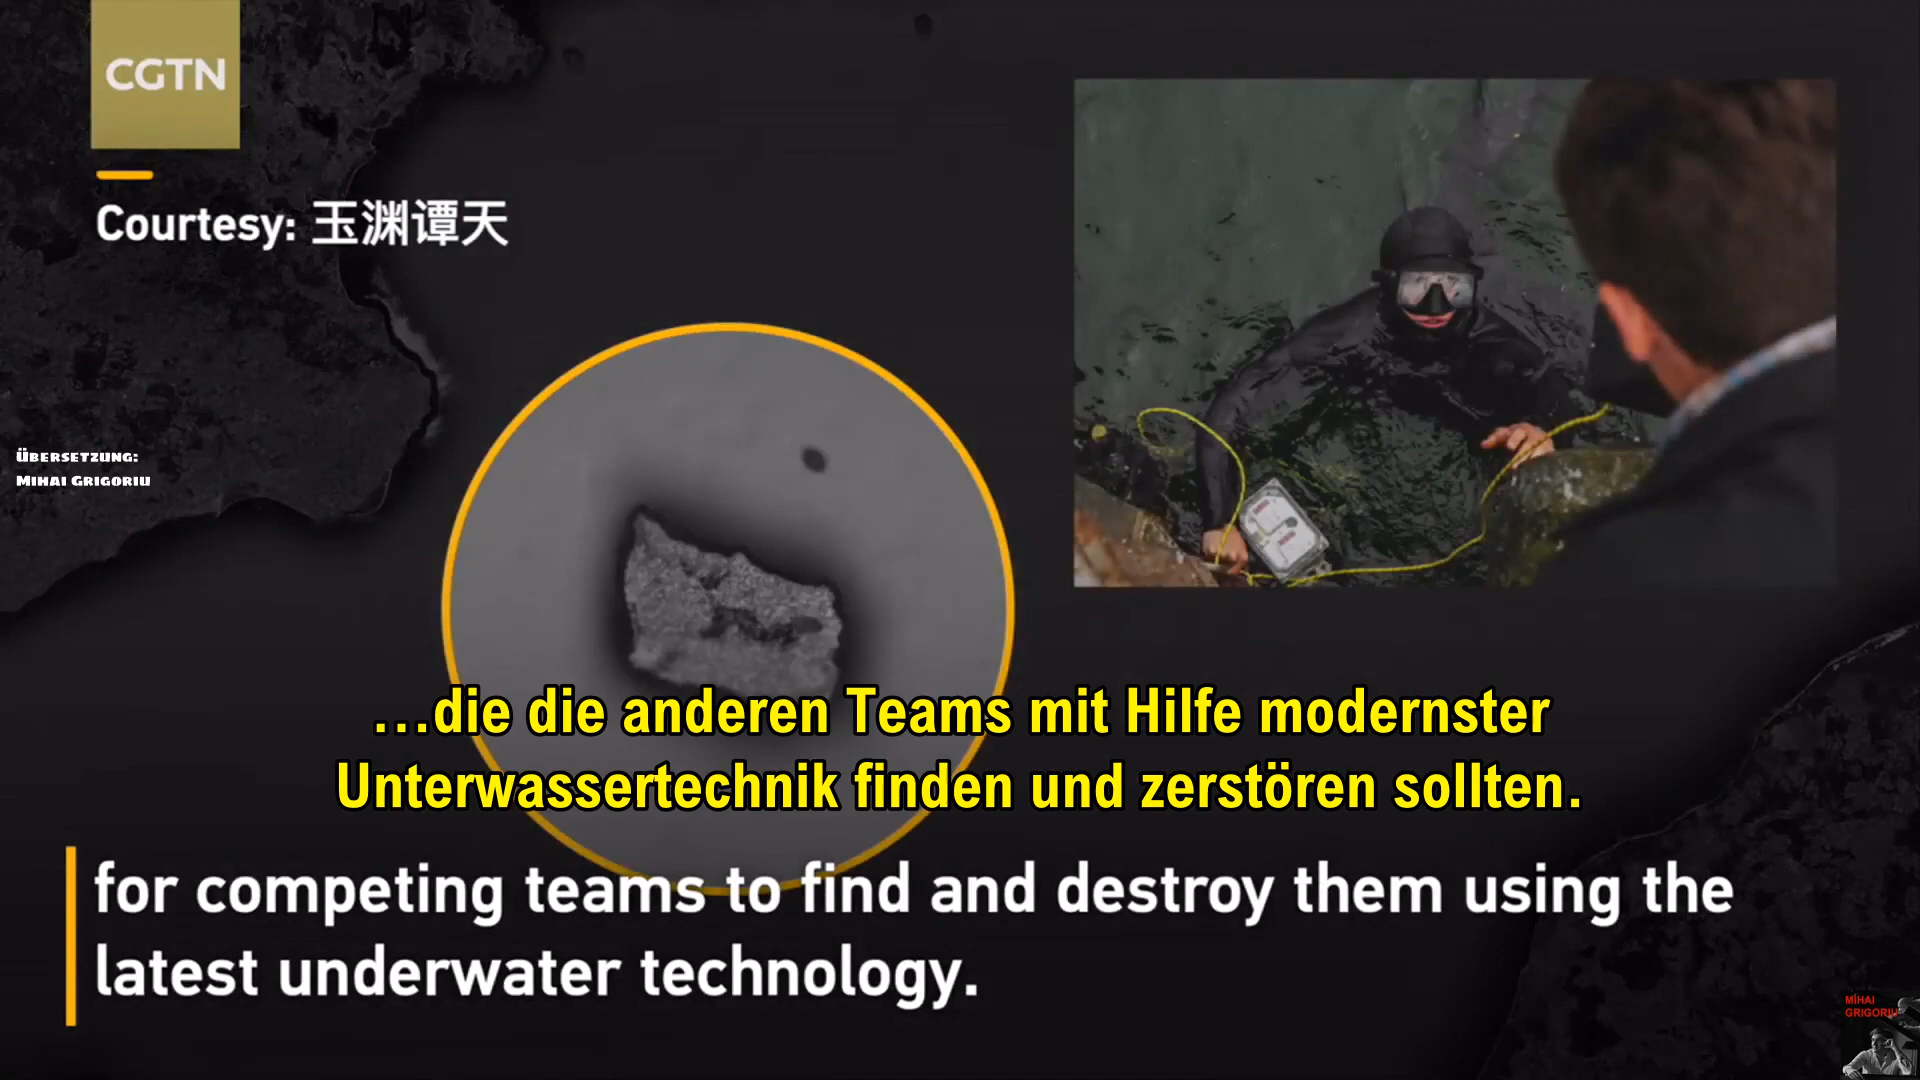 CGTN
Courtesy: 玉渊谭天
Übersetzung:
Mihai Grigoriu
...die die anderen Teams mit Hilfe modernster
Unterwassertechnik finden und zerstören sollten.
for competing teams to find and destroy them using the
latest underwater technology.
MIHAI
GRIGORIU